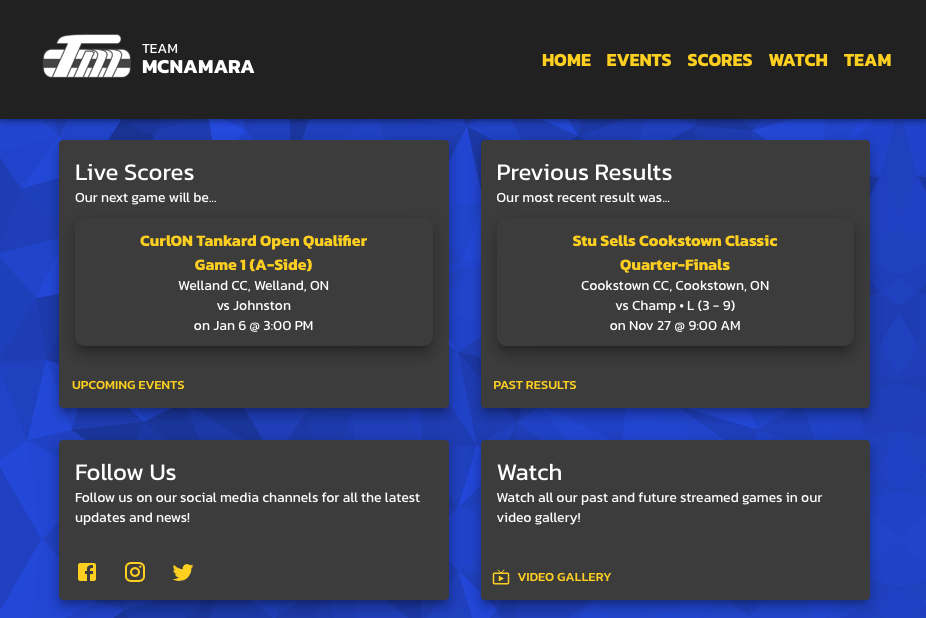 Tm
TEAM
MCNAMARA
HOME EVENTS SCORES WATCH TEAM
Live Scores
Our next game will be...
CurlON Tankard Open Qualifier
Game 1 (A-Side)
Welland CC, Welland, ON
vs Johnston
on Jan 6 @ 3:00 PM
UPCOMING EVENTS
Previous Results
Our most recent result was...
Stu Sells Cookstown Classic
Quarter-Finals
Cookstown CC, Cookstown, ON
vs Champ • L (3 - 9)
on Nov 27 @ 9:00 AM
PAST RESULTS
Follow Us
Follow us on our social media channels for all the latest
updates and news!
Watch
Watch all our past and future streamed games in our
video gallery!
VIDEO GALLERY